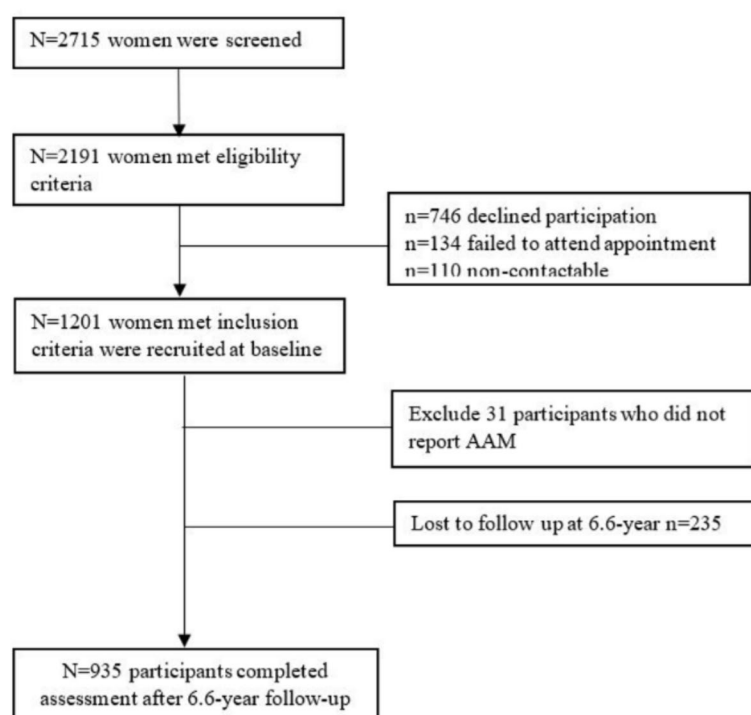 N=2715 women were screened
N=2191 women met eligibility
criteria
n=746 declined participation
n=134 failed to attend appointment
n=110 non-contactable
N=1201 women met inclusion
criteria were recruited at baseline
Exclude 31 participants who did not
report AAM
Lost to follow up at 6.6-year n=235
N=935 participants completed
assessment after 6.6-year follow-up